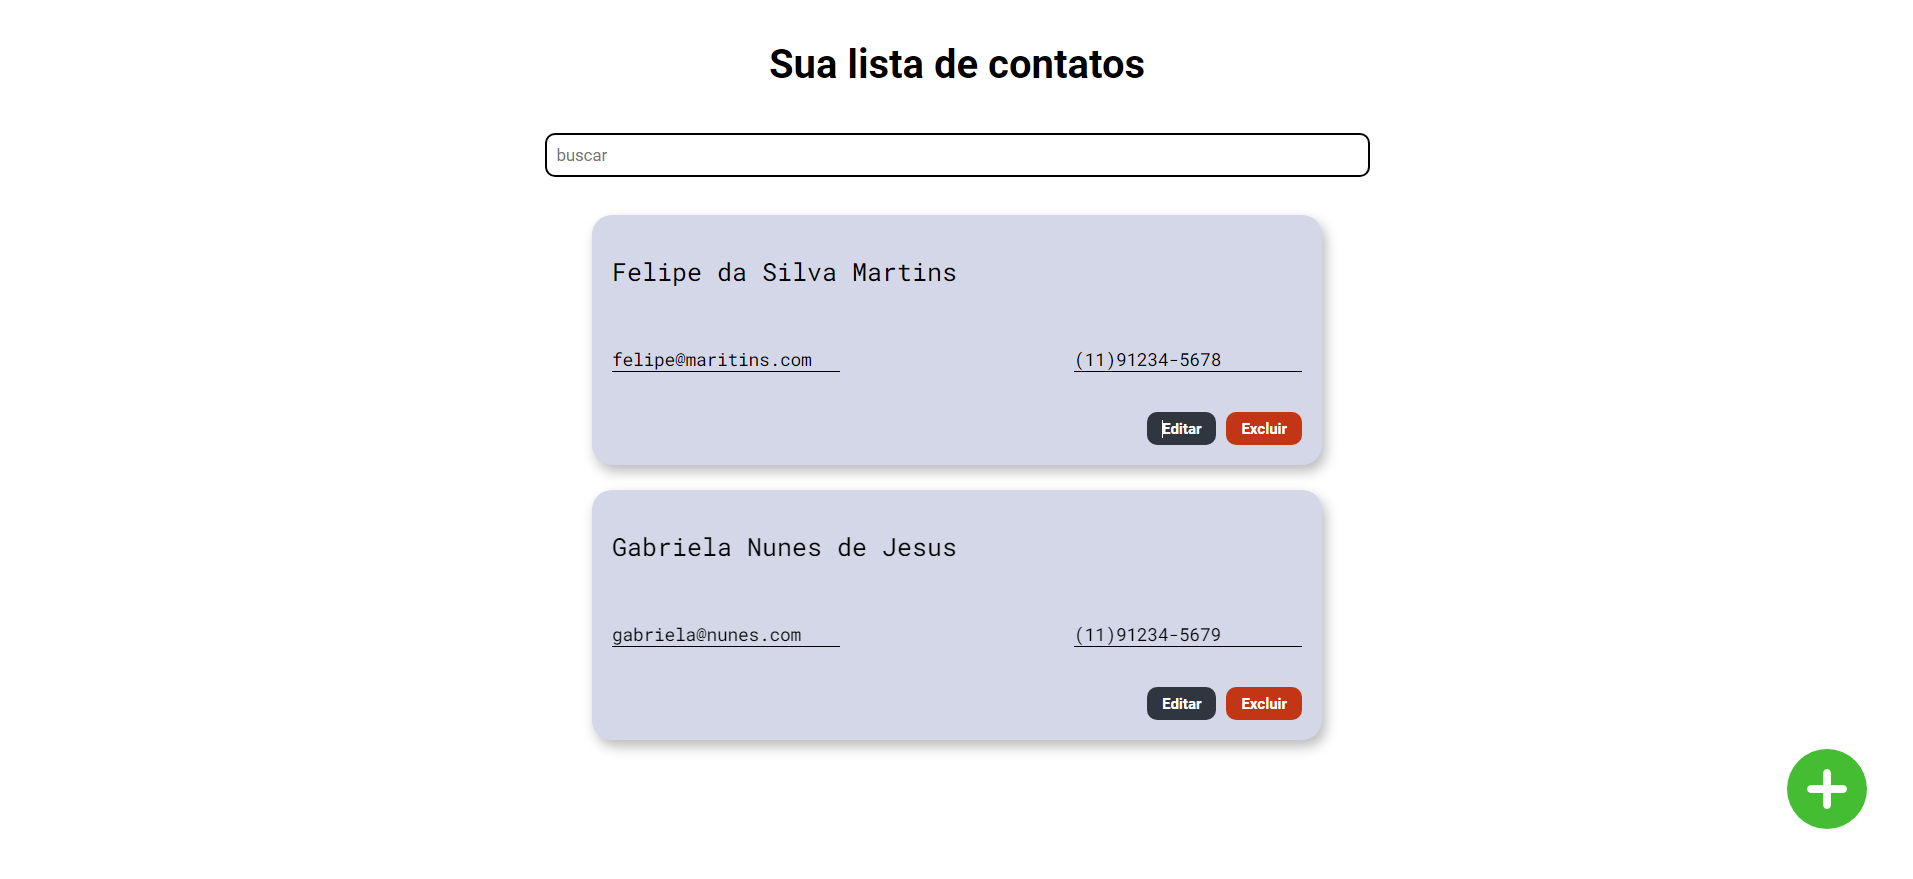 Sua lista de contatos
buscar
Felipe da Silva Martins
felipe@maritins.com (11)91234-5678
Editar Excluir
Gabriela Nunes de Jesus
gabriela@nunes.com (11)91234-5679
Editar Excluir